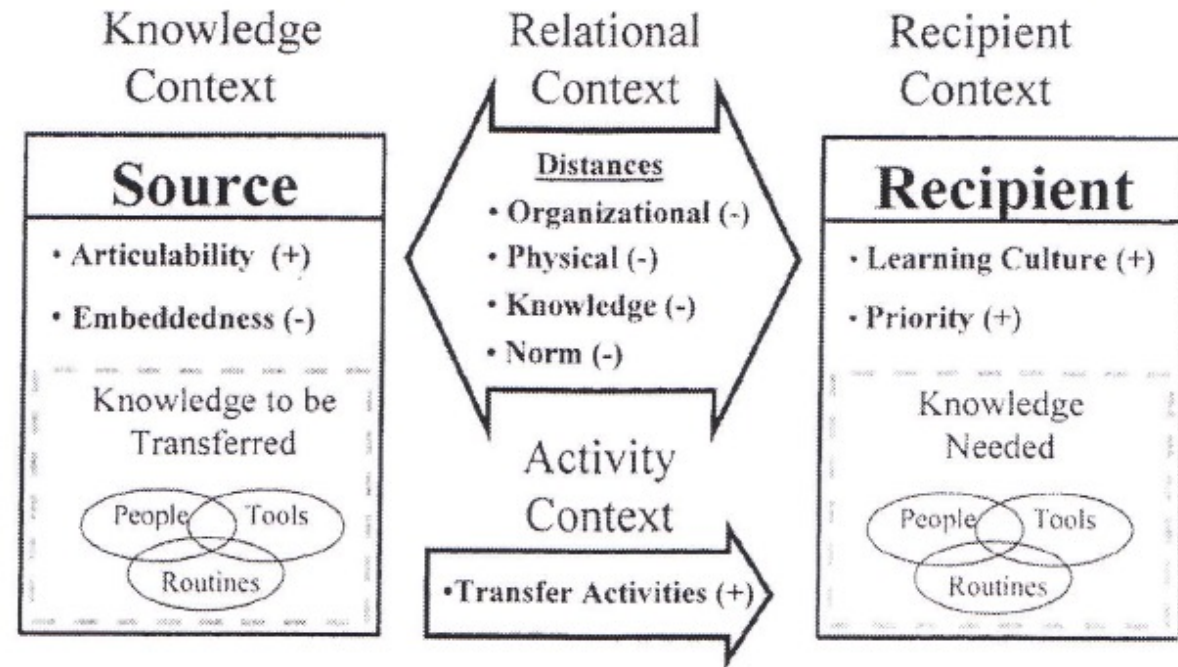 Knowledge
Context
Source
• Articulability (+)
• Embeddedness (-)
Knowledge to be
Transferred
People
Tools
Routines
Relational
Context
Distances
• Organizational (-)
• Physical (-)
• Knowledge (-)
• Norm (-)
Activity
Context
•Transfer Activities (+)
Recipient
Context
Recipient
• Learning Culture (+)
• Priority (+)
Knowledge
Needed
People
Tools
Routines